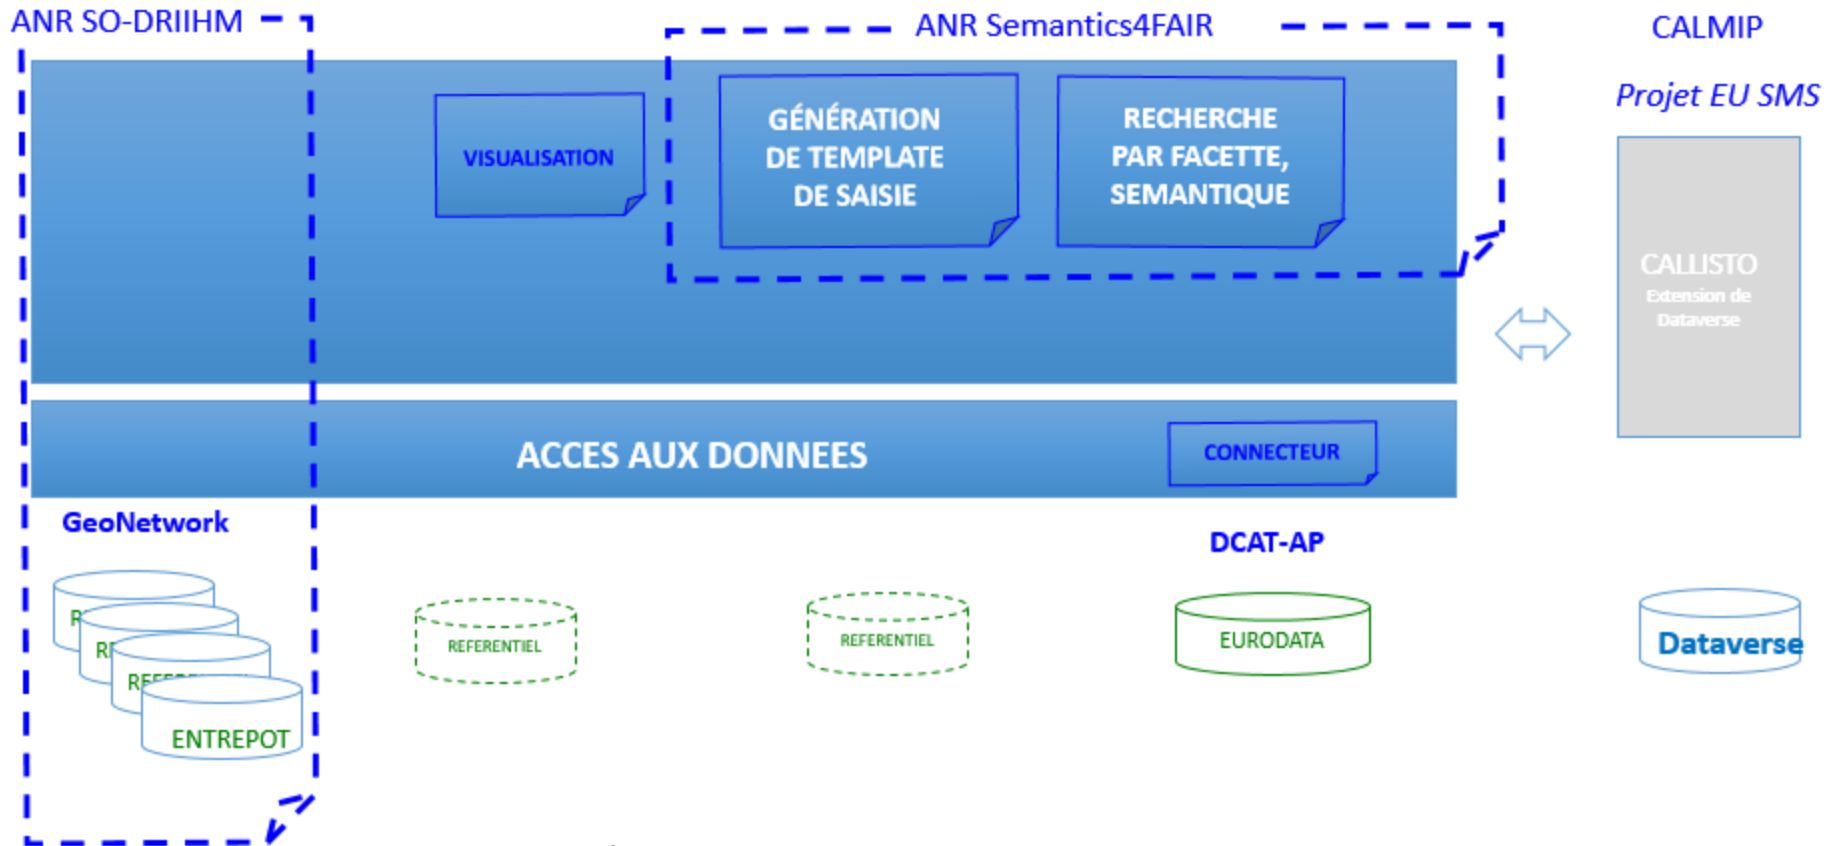 ANR SO-DRIIHM
ANR Semantics4FAIR
CALMIP
Projet EU SMS
VISUALISATION
GÉNÉRATION
DE TEMPLATE
DE SAISIE
RECHERCHE
PAR FACETTE,
SEMANTIQUE
CALLISTO
Extension de
Dataverse
ACCES AUX DONNEES
CONNECTEUR
GeoNetwork
DCAT-AP
ENTREPOT
REFERENTIEL
REFERENTIEL
EURODATA
Dataverse